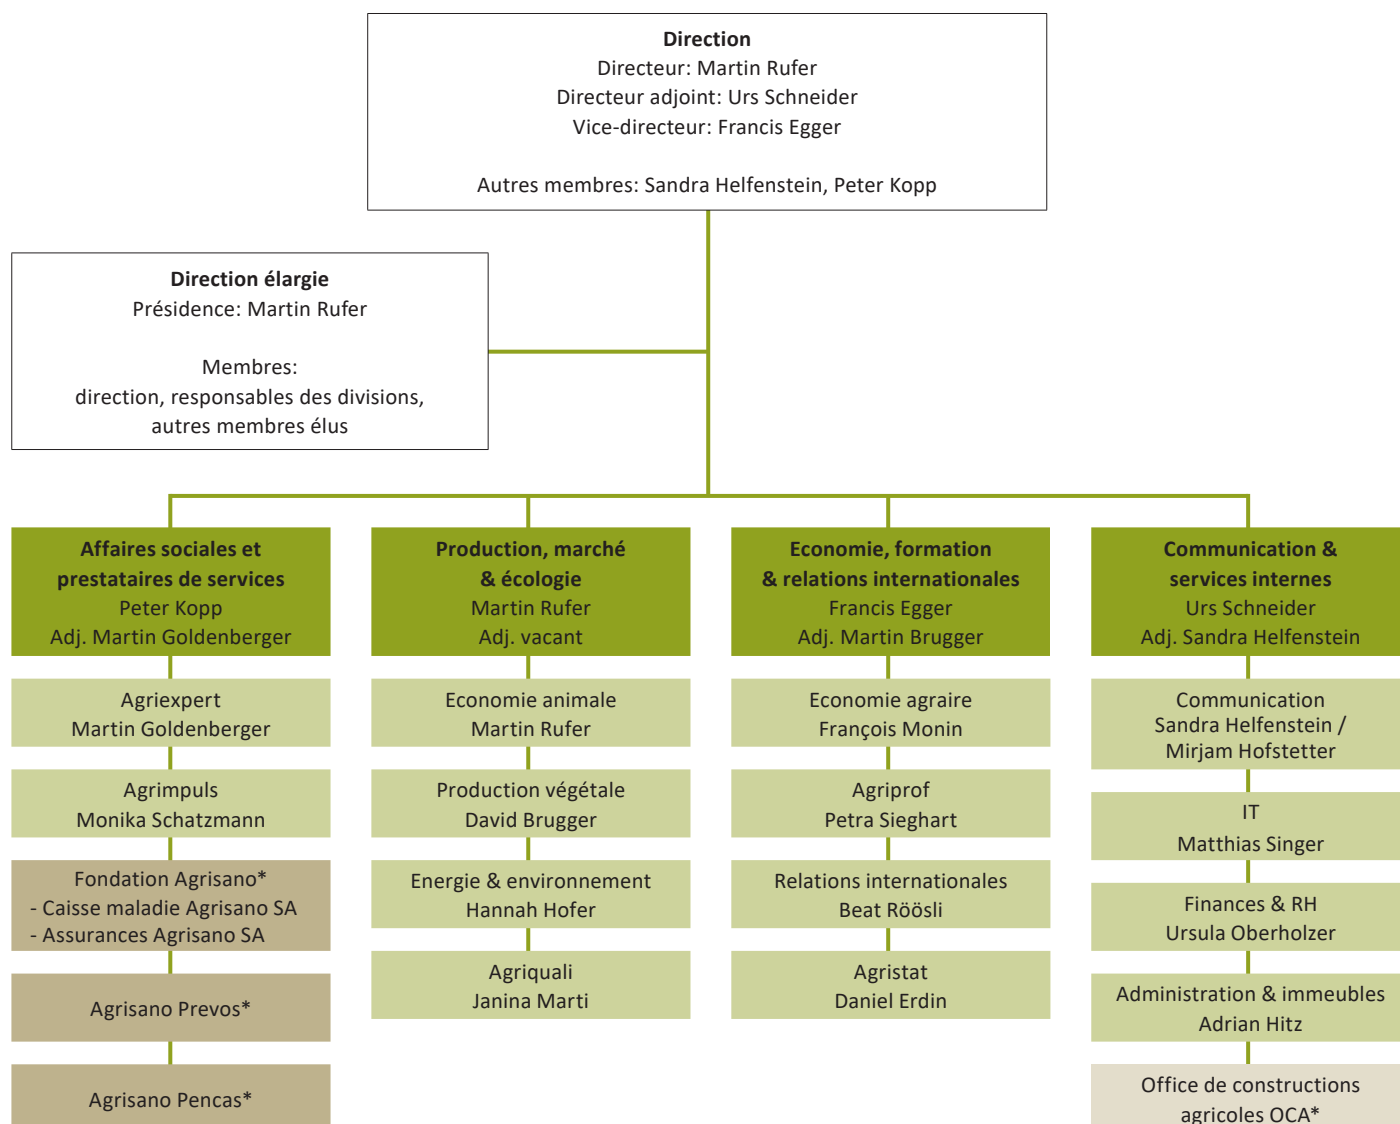 Direction
Directeur: Martin Rufer
Directeur adjoint: Urs Schneider
Vice-directeur: Francis Egger
Autres membres: Sandra Helfenstein, Peter Kopp
Direction élargie
Présidence: Martin Rufer
Membres:
direction, responsables des divisions,
autres membres élus
Affaires sociales et
prestataires de services
Peter Kopp
Adj. Martin Goldenberger
Agriexpert
Martin Goldenberger
Agrimpuls
Monika Schatzmann
Fondation Agrisano*
- Caisse maladie Agrisano SA
- Assurances Agrisano SA
Agrisano Prevos*
Agrisano Pencas*
Production, marché
& écologie
Martin Rufer
Adj. vacant
Economie animale
Martin Rufer
Production végétale
David Brugger
Energie & environnement
Hannah Hofer
Agriquali
Janina Marti
Economie, formation
& relations internationales
Francis Egger
Adj. Martin Brugger
Economie agraire
François Monin
Agriprof
Petra Sieghart
Relations internationales
Beat Röösli
Agristat
Daniel Erdin
Communication &
services internes
Urs Schneider
Adj. Sandra Helfenstein
Communication
Sandra Helfenstein /
Mirjam Hofstetter
IT
Matthias Singer
Finances & RH
Ursula Oberholzer
Administration & immeubles
Adrian Hitz
Office de constructions
agricoles OCA*